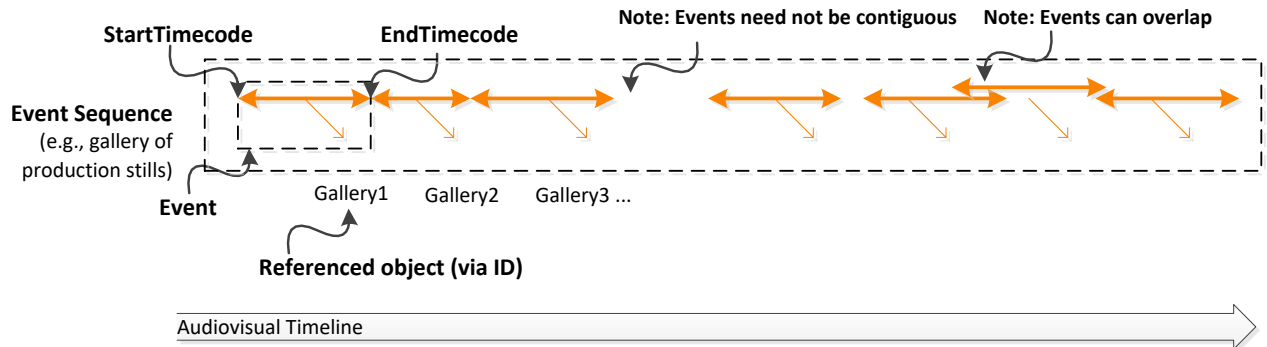 Note: Events need not be contiguous
Note: Events can overlap
StartTimecode
EndTimecode
Event Sequence
(e.g., gallery of
production stills)
Event
Gallery1
Gallery2
Gallery3 ...
Referenced object (via ID)
Audiovisual Timeline